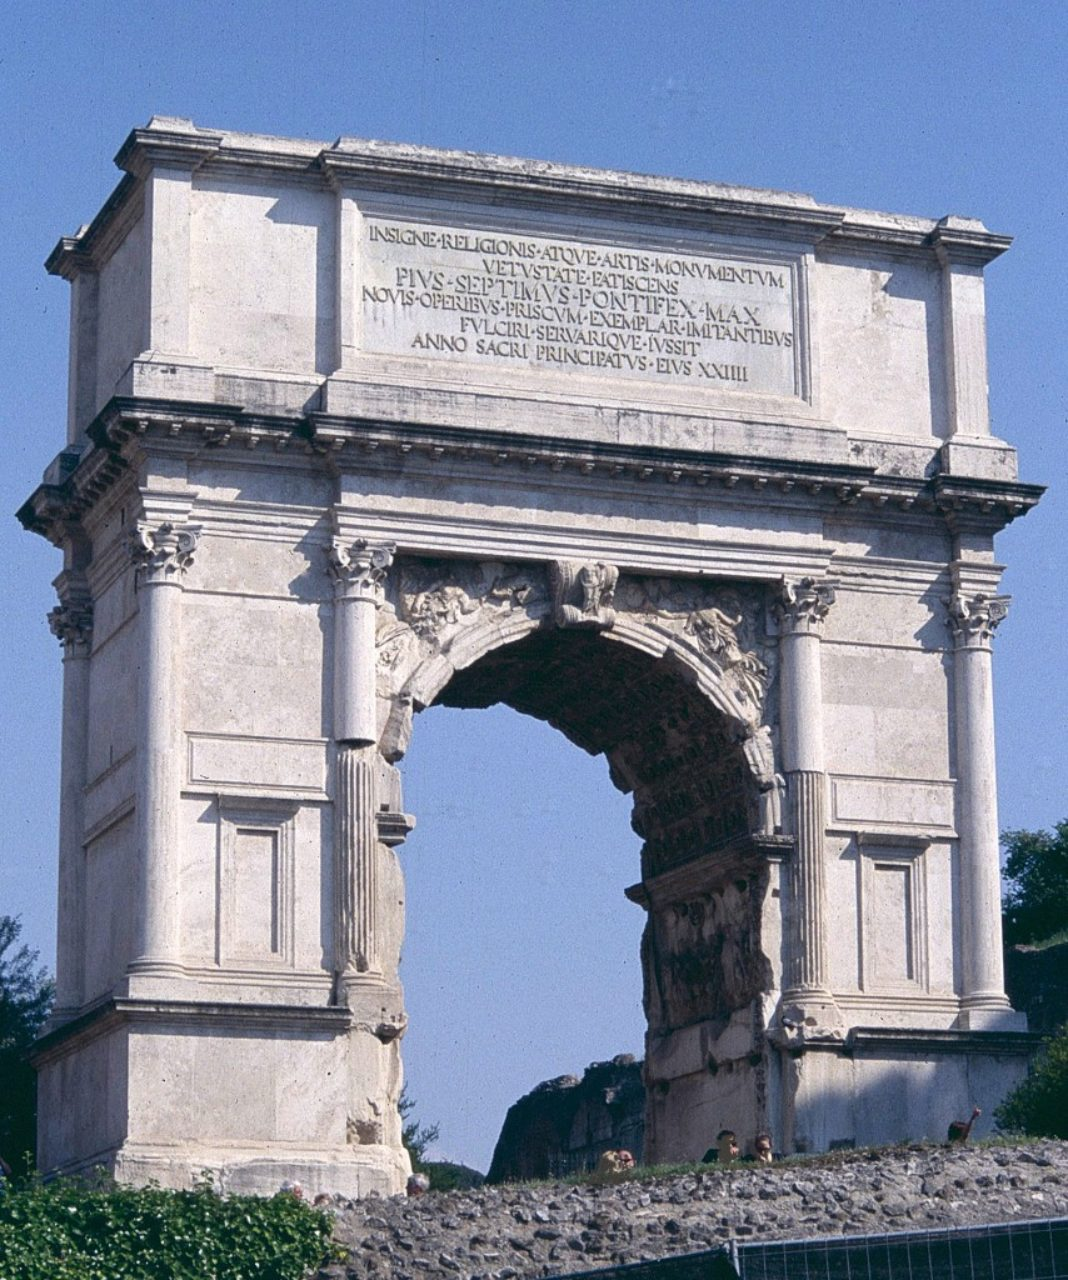 INSIGNE·RELIGIONIS·ATQVE·ARTIS·MONVMENTVM
VETVSTATE·FATISCENS
PIVS·SEPTIMVS·PONTIFEX·MAX
NOVIS·OPERIBVS·PRISCVM·EXEMPLAR·IMITANTIBVS
FVLCIRI·SERVARIQVE·IVSSIT
ANNO·SACRI·PRINCIPATVS·EIVS·XXIIII